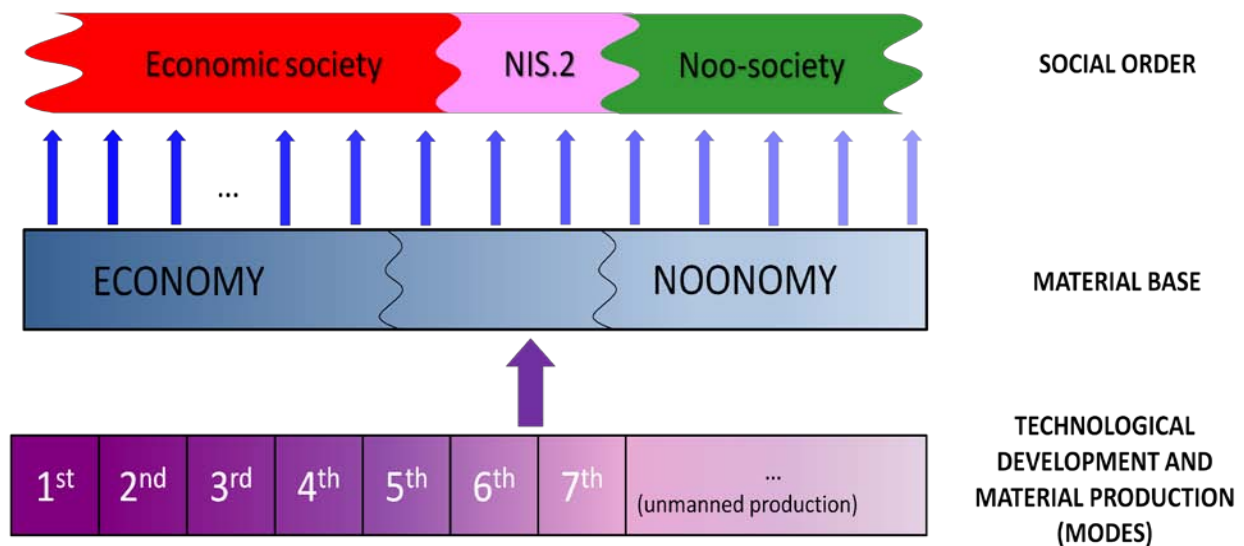 Economic society
NIS.2
Noo-society
SOCIAL ORDER
...
ECONOMY
NOONOMY
MATERIAL BASE
1st
2nd
3rd
4th
5th
6th
7th
...
(unmanned production)
TECHNOLOGICAL
DEVELOPMENT AND
MATERIAL PRODUCTION
(MODES)